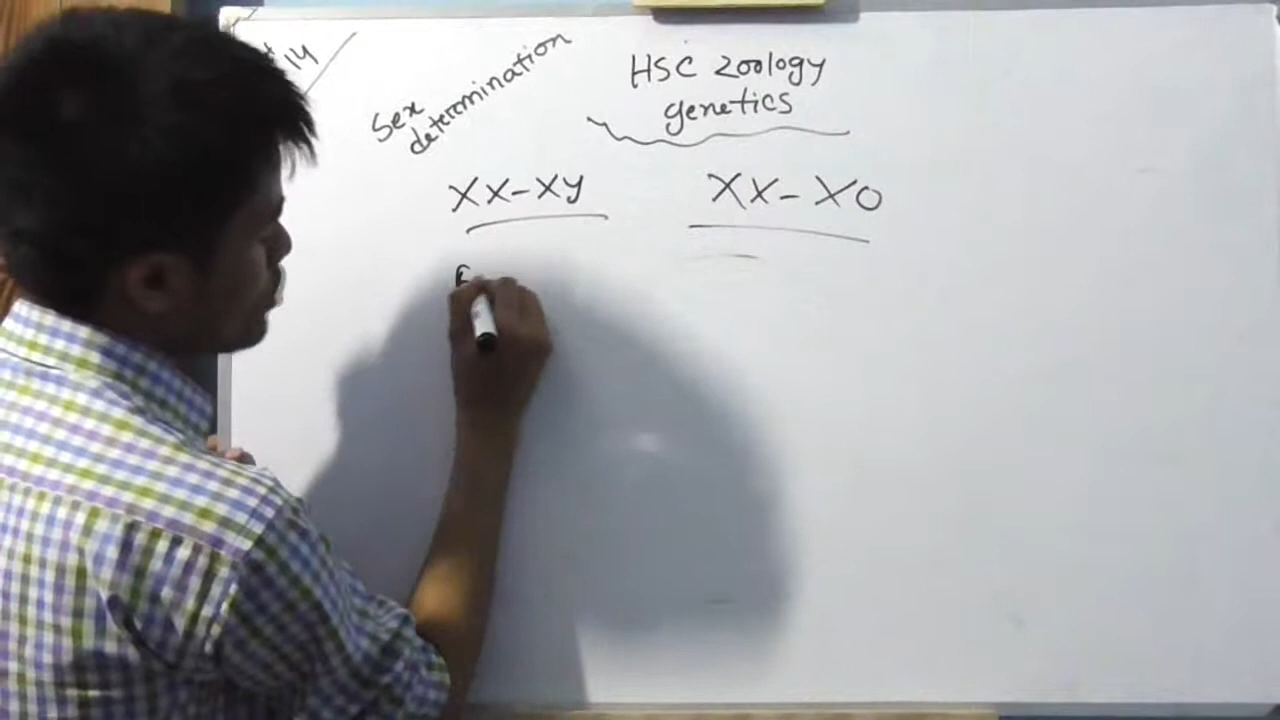 14
Sex
determination
HSC zoology
genetics
XX-XY
XX-XO